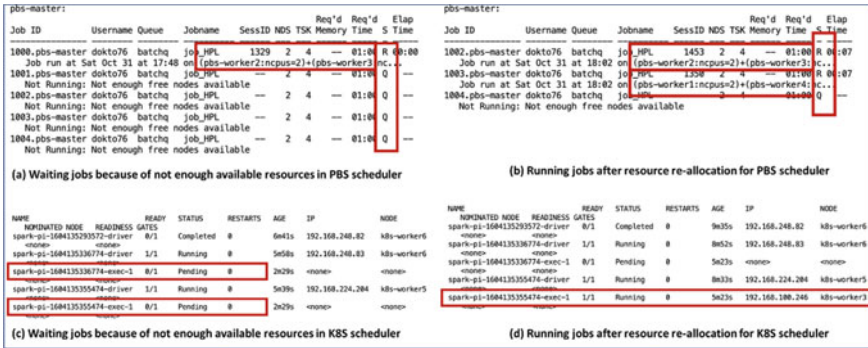 pbs-master:
Req'd Req'd Elap
Job ID Username Queue Jobname SessID NDS TSK Memory Time S Time
1000.pbs-master dokto76 batchq job_HPL 1329 2 4 -- 01:00 R 00:00
Job run at Sat Oct 31 at 17:48 on (pbs-worker2:ncpus=2)+(pbs-worker3:nc...
1001.pbs-master dokto76 batchq job_HPL -- 2 4 -- 01:00 Q --
Not Running: Not enough free nodes available
1002.pbs-master dokto76 batchq job_HPL -- 2 4 -- 01:00 Q --
Not Running: Not enough free nodes available
1003.pbs-master dokto76 batchq job_HPL -- 2 4 -- 01:00 Q --
Not Running: Not enough free nodes available
1004.pbs-master dokto76 batchq job_HPL -- 2 4 -- 01:00 Q --
Not Running: Not enough free nodes available
(a) Waiting jobs because of not enough available resources in PBS scheduler
pbs-master:
Req'd Req'd Elap
Job ID Username Queue Jobname SessID NDS TSK Memory Time S Time
1002.pbs-master dokto76 batchq job_HPL 1453 2 4 -- 01:00 R 00:07
Job run at Sat Oct 31 at 18:02 on (pbs-worker2:ncpus=2)+(pbs-worker3:nc...
1003.pbs-master dokto76 batchq job_HPL 1350 2 4 -- 01:00 R 00:07
Job run at Sat Oct 31 at 18:02 on (pbs-worker1:ncpus=2)+(pbs-worker4:nc...
1004.pbs-master dokto76 batchq job_HPL -- 2 4 -- 01:00 Q --
Not Running: Not enough free nodes available
(b) Running jobs after resource re-allocation for PBS scheduler
NAME READY STATUS RESTARTS AGE IP NODE
NOMINATED NODE READINESS GATES
spark-pi-1604135293572-driver 0/1 Completed 0 6m41s 192.168.248.82 k8s-worker6
<none> <none>
spark-pi-1604135336774-driver 1/1 Running 0 5m58s 192.168.248.83 k8s-worker6
<none> <none>
spark-pi-1604135336774-exec-1 0/1 Pending 0 2m29s <none> <none>
<none> <none>
spark-pi-1604135355474-driver 1/1 Running 0 5m39s 192.168.224.204 k8s-worker5
<none> <none>
spark-pi-1604135355474-exec-1 0/1 Pending 0 2m29s <none> <none>
<none> <none>
(c) Waiting jobs because of not enough available resources in K8S scheduler
NAME READY STATUS RESTARTS AGE IP NODE
NOMINATED NODE READINESS GATES
spark-pi-1604135293572-driver 0/1 Completed 0 9m35s 192.168.248.82 k8s-worker6
<none> <none>
spark-pi-1604135336774-driver 1/1 Running 0 8m52s 192.168.248.83 k8s-worker6
<none> <none>
spark-pi-1604135336774-exec-1 0/1 Pending 0 5m23s <none> <none>
<none> <none>
spark-pi-1604135355474-driver 1/1 Running 0 8m33s 192.168.224.204 k8s-worker5
<none> <none>
spark-pi-1604135355474-exec-1 1/1 Running 0 5m23s 192.168.100.246 k8s-worker3
<none> <none>
(d) Running jobs after resource re-allocation for K8S scheduler